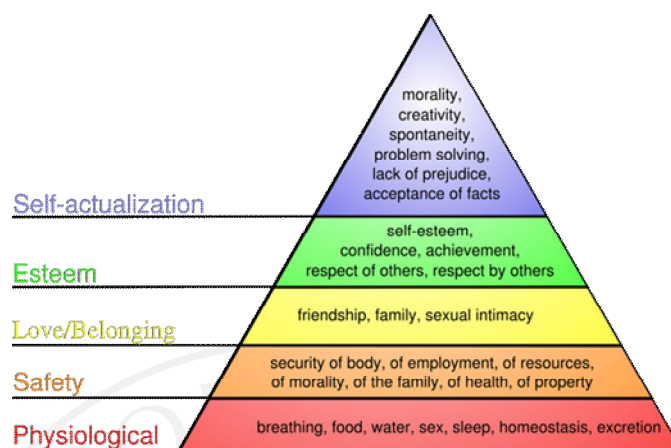 morality,
creativity,
spontaneity,
problem solving,
lack of prejudice,
acceptance of facts
Self-actualization
self-esteem,
confidence, achievement,
respect of others, respect by others
Esteem
friendship, family, sexual intimacy
Love/Belonging
security of body, of employment, of resources,
of morality, of the family, of health, of property
Safety
breathing, food, water, sex, sleep, homeostasis, excretion
Physiological